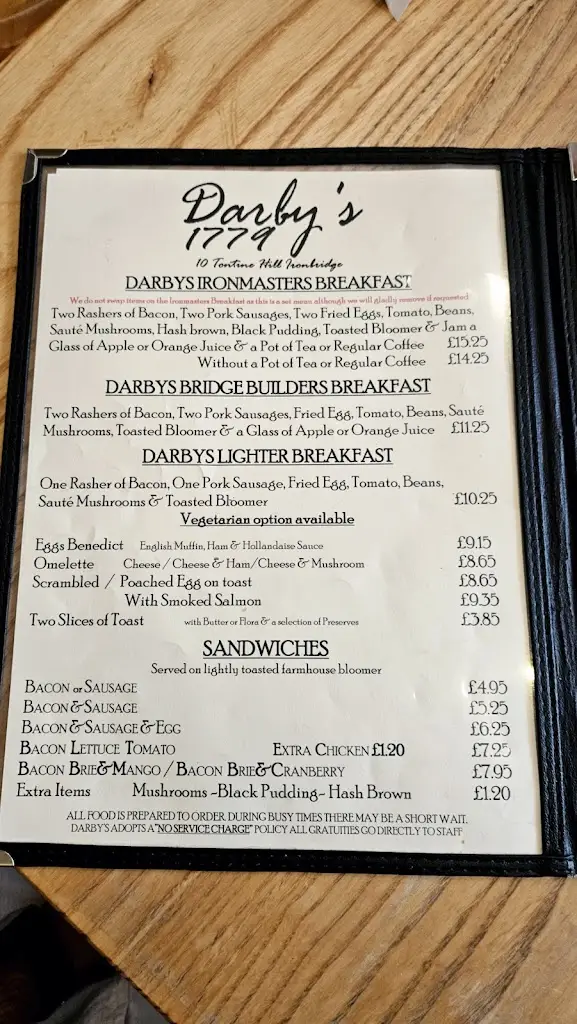 Darby's
1779
10 Tontine Hill Ironbridge
DARBYS IRONMASTERS BREAKFAST
We do not swap items on the Ironmasters Breakfast as this is a set menu although we will gladly remove if requested
Two Rashers of Bacon, Two Pork Sausages, Two Fried Eggs, Tomato, Beans,
Sauté Mushrooms, Hash brown, Black Pudding, Toasted Bloomer & Jam a
Glass of Apple or Orange Juice & a Pot of Tea or Regular Coffee £15.25
Without a Pot of Tea or Regular Coffee £14.25
DARBYS BRIDGE BUILDERS BREAKFAST
Two Rashers of Bacon, Two Pork Sausages, Fried Egg, Tomato, Beans, Sauté
Mushrooms, Toasted Bloomer & a Glass of Apple or Orange Juice £11.25
DARBYS LIGHTER BREAKFAST
One Rasher of Bacon, One Pork Sausage, Fried Egg, Tomato, Beans,
Sauté Mushrooms & Toasted Bloomer £10.25
Vegetarian option available
Eggs Benedict English Muffin, Ham & Hollandaise Sauce £9.15
Omelette Cheese / Cheese & Ham/Cheese & Mushroom £8.65
Scrambled / Poached Egg on toast £8.65
With Smoked Salmon £9.35
Two Slices of Toast with Butter or Flora & a selection of Preserves £3.85
SANDWICHES
Served on lightly toasted farmhouse bloomer
BACON or SAUSAGE £4.95
BACON & SAUSAGE £5.25
BACON & SAUSAGE & EGG £6.25
BACON LETTUCE TOMATO EXTRA CHICKEN £1.20 £7.25
BACON BRIE & MANGO / BACON BRIE & CRANBERRY £7.95
Extra Items Mushrooms ~Black Pudding~ Hash Brown £1.20
ALL FOOD IS PREPARED TO ORDER DURING BUSY TIMES THERE MAY BE A SHORT WAIT.
DARBY'S ADOPTS A "NO SERVICE CHARGE" POLICY ALL GRATUITIES GO DIRECTLY TO STAFF